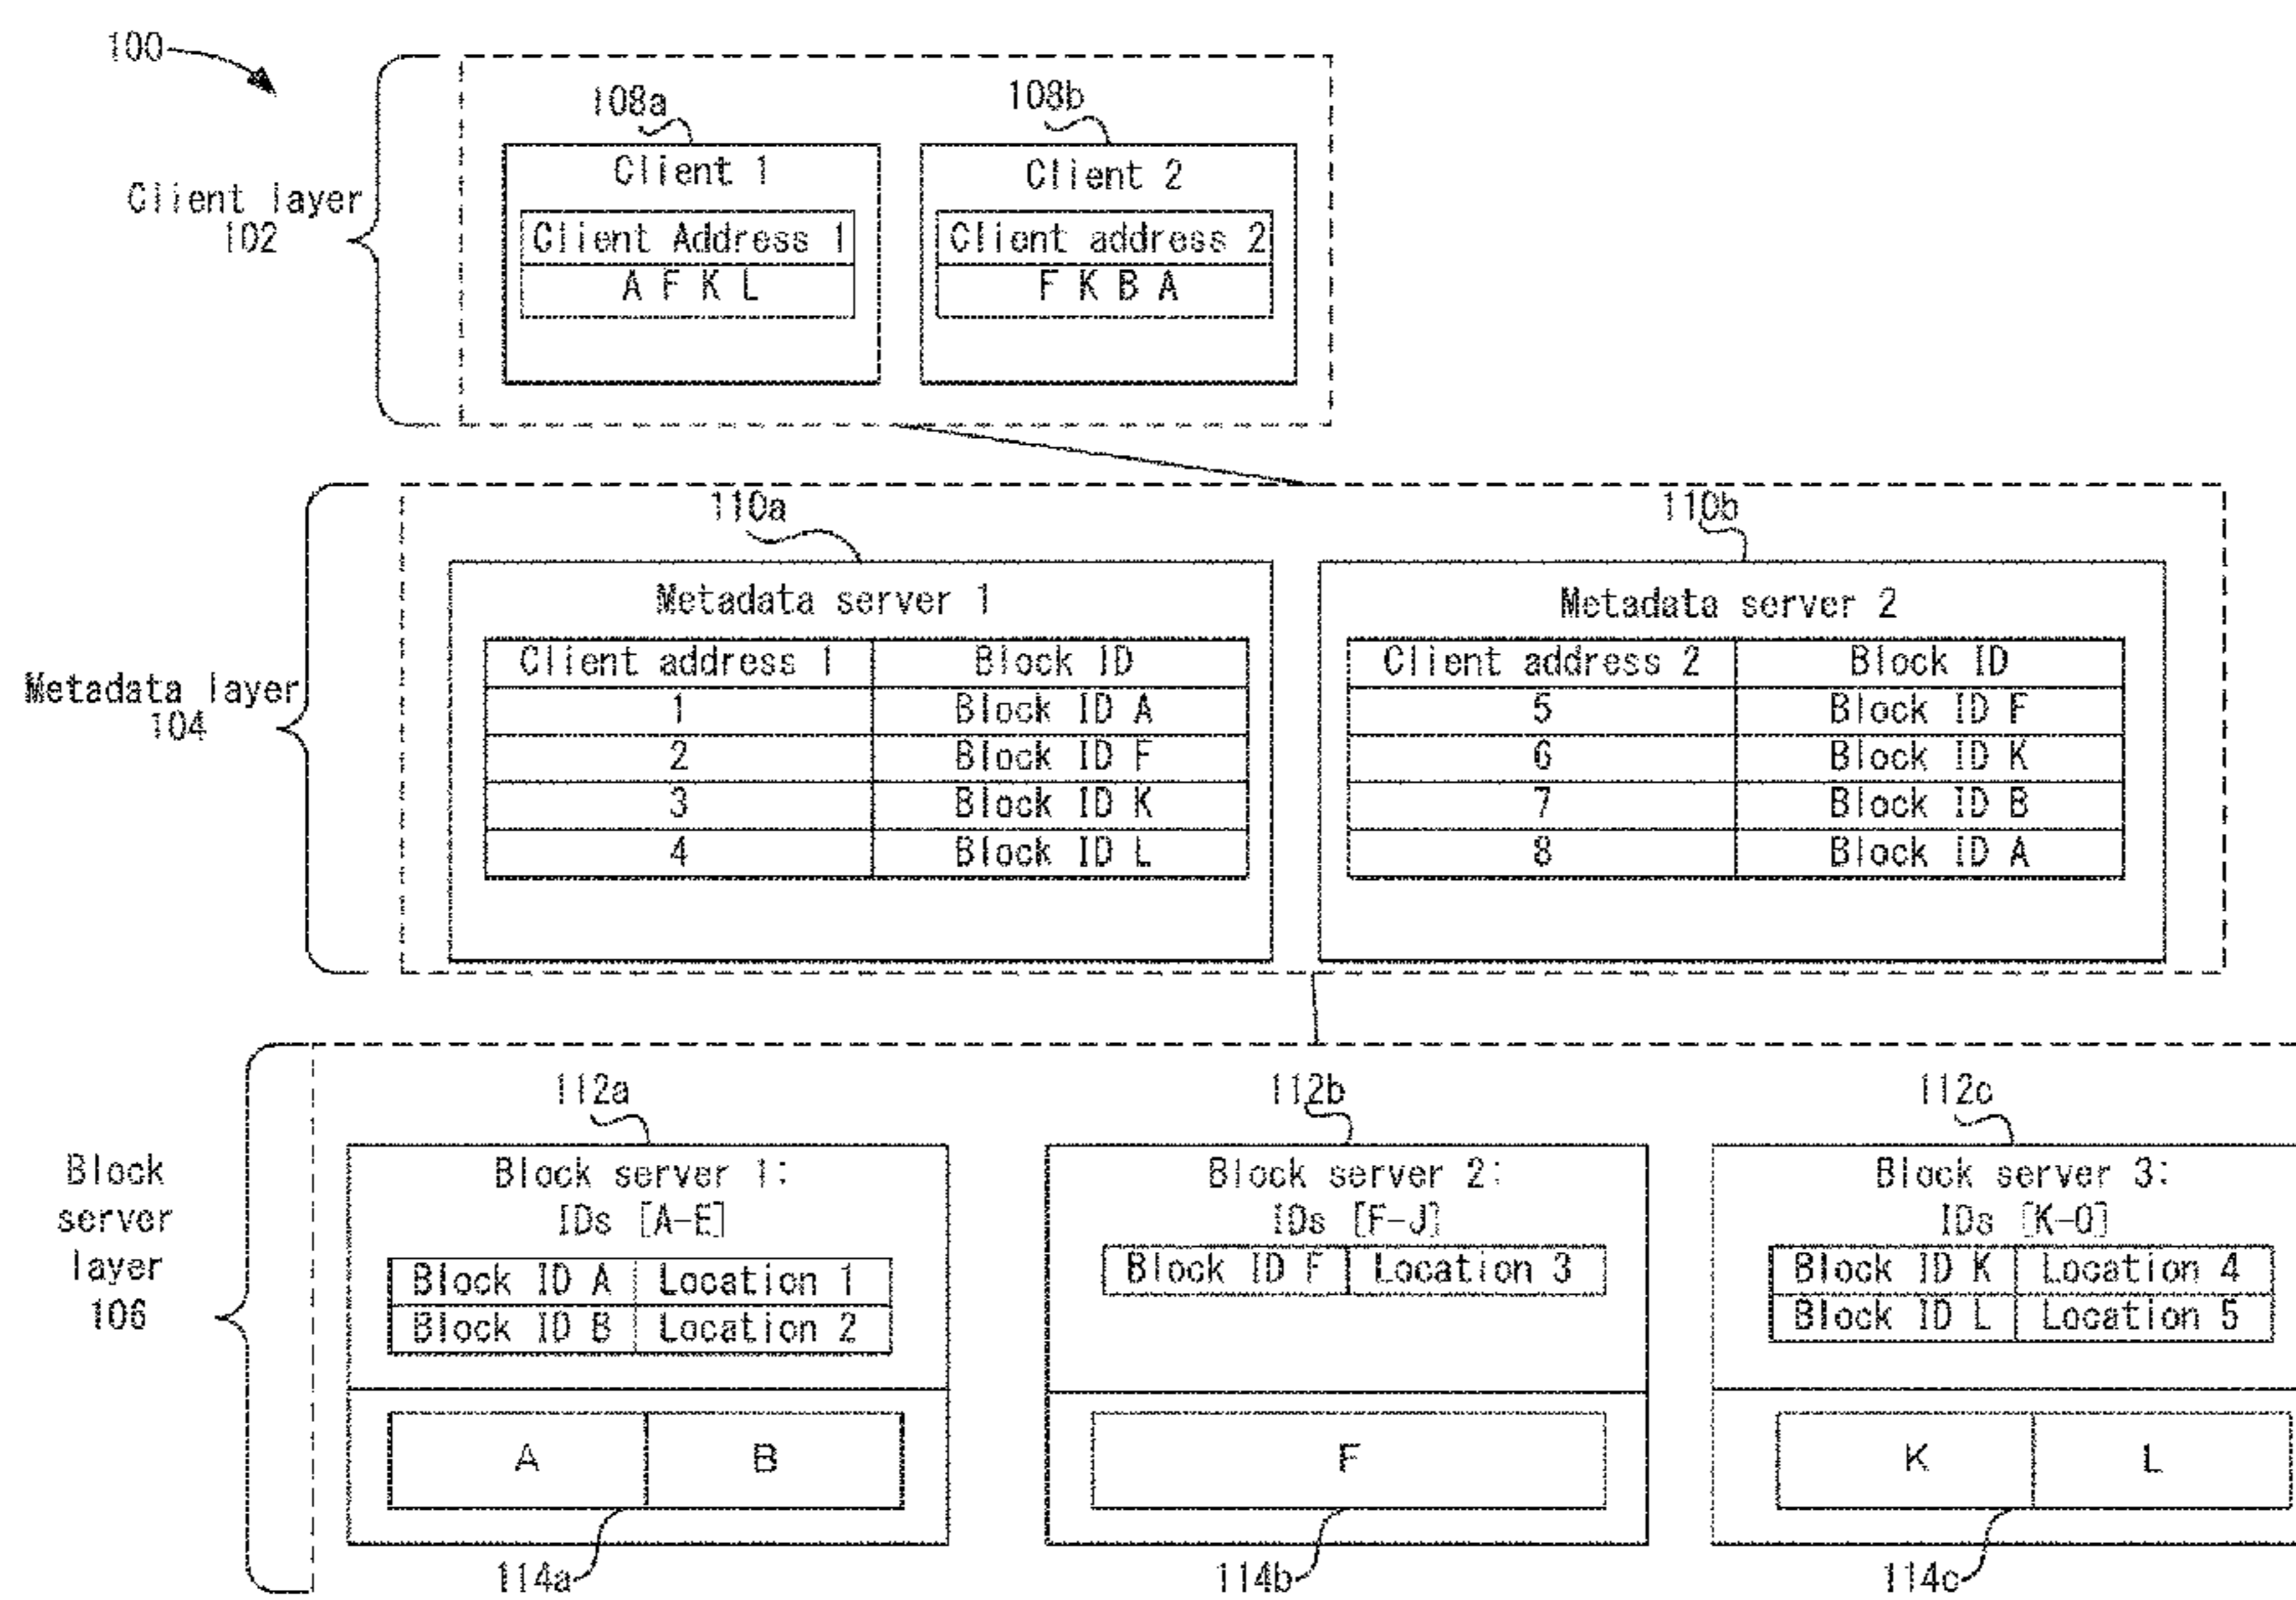 100
108a
108b
Client 1
Client 2
Client layer
102
Client Address 1
Client address 2
A F K L
F K B A
110a
110b
Metadata server 1
Metadata server 2
Client address 1 Block ID
Client address 2 Block ID
Metadata layer
104
1 Block ID A
5 Block ID F
2 Block ID F
6 Block ID K
3 Block ID K
7 Block ID B
4 Block ID L
8 Block ID A
112a
112b
112c
Block
server
layer
106
Block server 1:
IDs [A-E]
Block ID A Location 1
Block ID B Location 2
Block server 2:
IDs [F-J]
Block ID F Location 3
Block server 3:
IDs [K-O]
Block ID K Location 4
Block ID L Location 5
A B
F
K L
114a
114b
114c